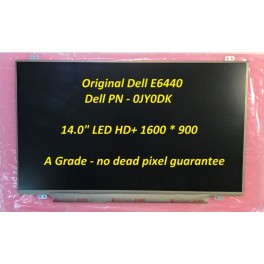 Original Dell E6440
Dell PN - 0JY0DK
14.0" LED HD+ 1600 * 900
A Grade - no dead pixel guarantee